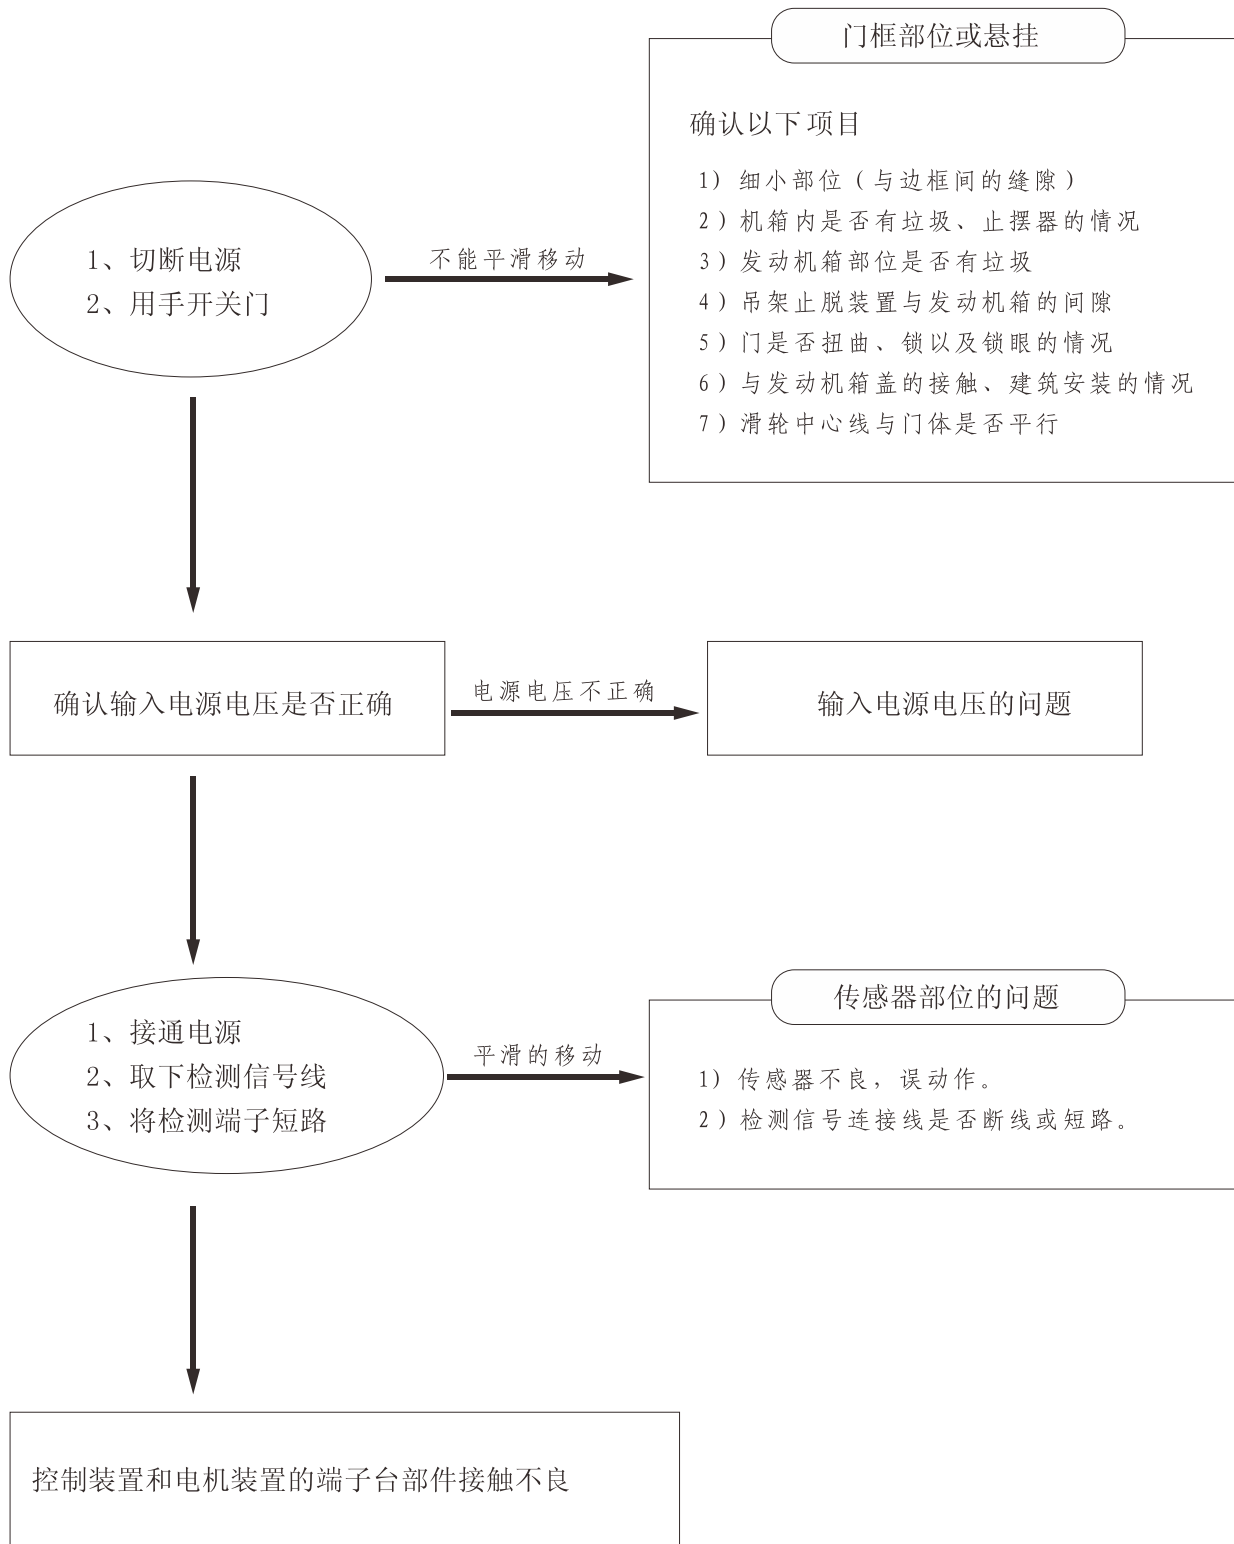 门框部位或悬挂
确认以下项目
1）细小部位（与边框间的缝隙）
2）机箱内是否有垃圾、止摆器的情况
3）发动机箱部位是否有垃圾
4）吊架止脱装置与发动机箱的间隙
5）门是否扭曲、锁以及锁眼的情况
6）与发动机箱盖的接触、建筑安装的情况
7）滑轮中心线与门体是否平行
1、切断电源
2、用手开关门
不能平滑移动
确认输入电源电压是否正确
电源电压不正确
输入电源电压的问题
1、接通电源
2、取下检测信号线
3、将检测端子短路
平滑的移动
传感器部位的问题
1）传感器不良，误动作。
2）检测信号连接线是否断线或短路。
控制装置和电机装置的端子台部件接触不良